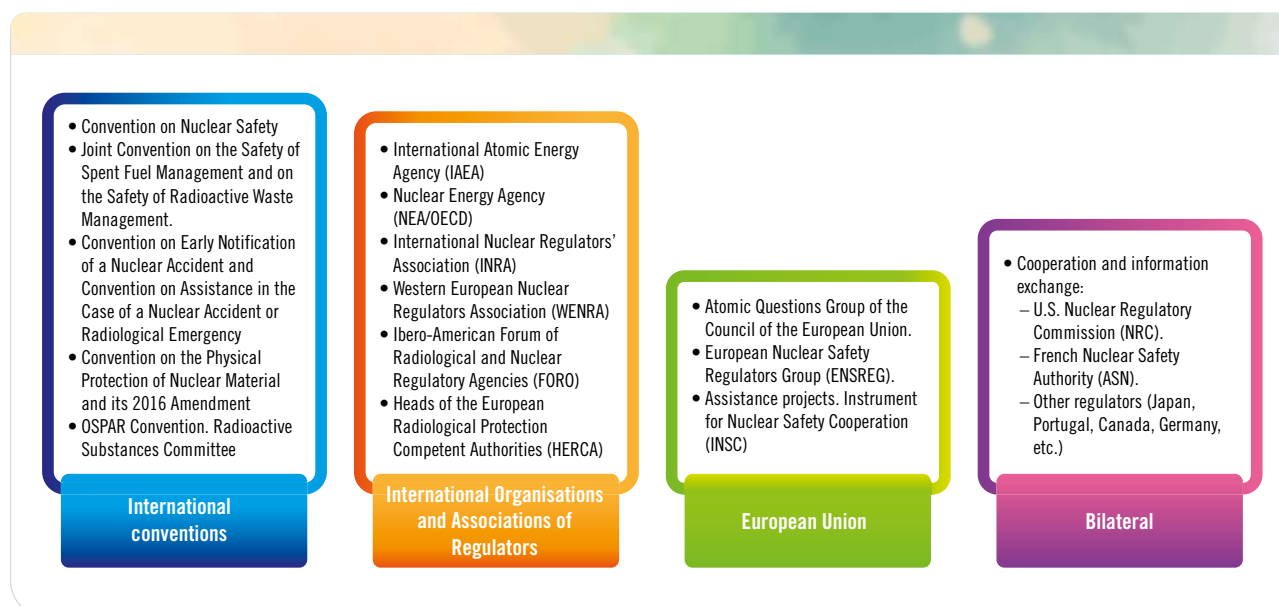 • Convention on Nuclear Safety
• Joint Convention on the Safety of
Spent Fuel Management and on
the Safety of Radioactive Waste
Management.
• Convention on Early Notification
of a Nuclear Accident and
Convention on Assistance in the
Case of a Nuclear Accident or
Radiological Emergency
• Convention on the Physical
Protection of Nuclear Material
and its 2016 Amendment
• OSPAR Convention. Radioactive
Substances Committee
International
conventions
• International Atomic Energy
Agency (IAEA)
• Nuclear Energy Agency
(NEA/OECD)
• International Nuclear Regulators’
Association (INRA)
• Western European Nuclear
Regulators Association (WENRA)
• Ibero-American Forum of
Radiological and Nuclear
Regulatory Agencies (FORO)
• Heads of the European
Radiological Protection
Competent Authorities (HERCA)
International Organisations
and Associations of
Regulators
• Atomic Questions Group of the
Council of the European Union.
• European Nuclear Safety
Regulators Group (ENSREG).
• Assistance projects. Instrument
for Nuclear Safety Cooperation
(INSC)
European Union
• Cooperation and information
exchange:
– U.S. Nuclear Regulatory
Commission (NRC).
– French Nuclear Safety
Authority (ASN).
– Other regulators (Japan,
Portugal, Canada, Germany,
etc.)
Bilateral